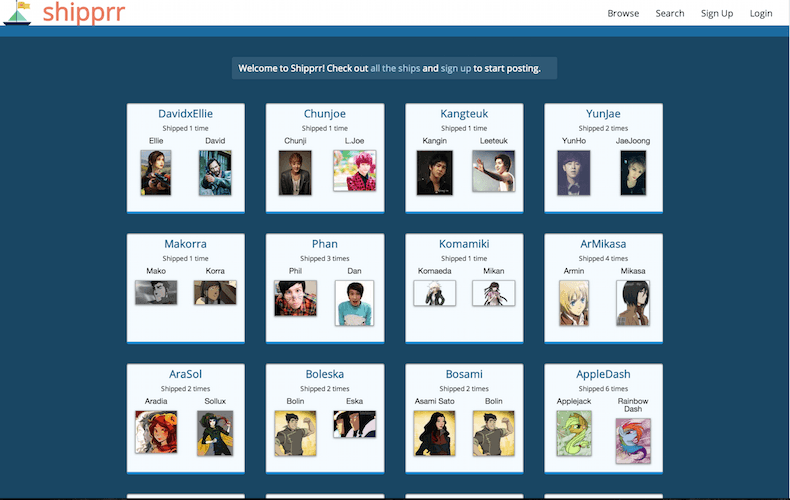 shipprr
Browse Search Sign Up Login
Welcome to Shipprr! Check out all the ships and sign up to start posting.
DavidxEllie
Shipped 1 time
Ellie David
Chunjoe
Shipped 1 time
Chunji L.Joe
Kangteuk
Shipped 1 time
Kangin Leeteuk
YunJae
Shipped 2 times
YunHo JaeJoong
Makorra
Shipped 1 time
Mako Korra
Phan
Shipped 3 times
Phil Dan
Komamiki
Shipped 1 time
Komaeda Mikan
ArMikasa
Shipped 4 times
Armin Mikasa
AraSol
Shipped 2 times
Aradia Sollux
Boleska
Shipped 2 times
Bolin Eska
Bosami
Shipped 2 times
Asami Sato Bolin
AppleDash
Shipped 6 times
Applejack Rainbow
Dash